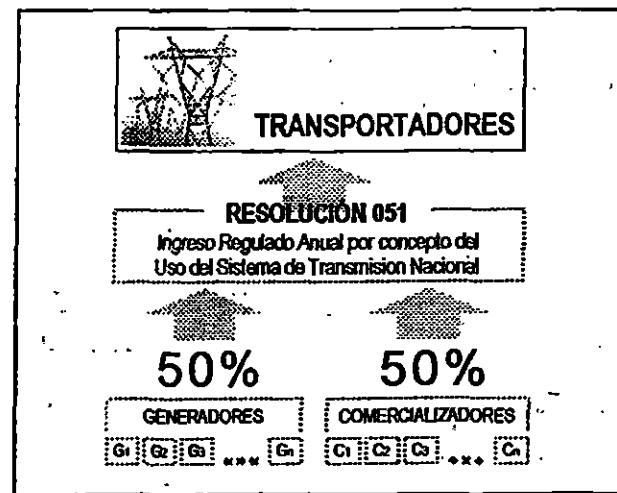 TRANSPORTADORES
RESOLUCIÓN 051
Ingreso Regulado Anual por concepto del
Uso del Sistema de Transmision Nacional
50% 50%
GENERADORES COMERCIALIZADORES
G1 G2 G3 ... Gn C1 C2 C3 ... Cn